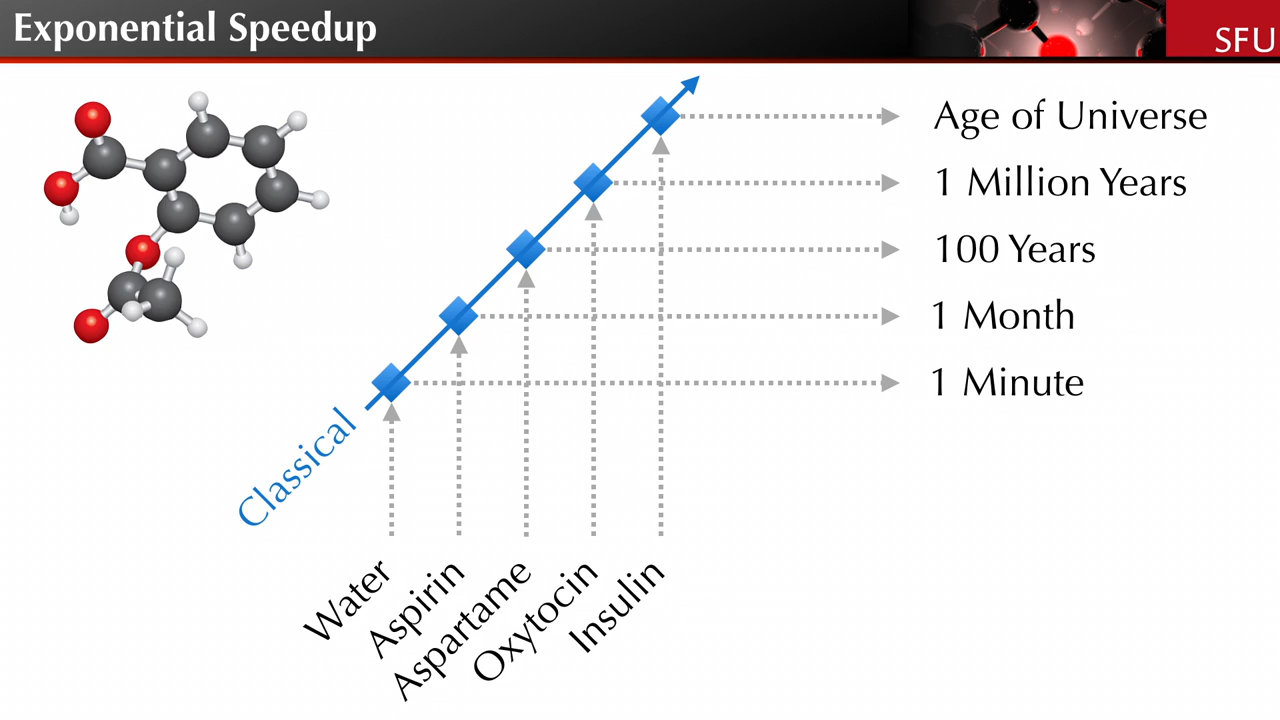 Exponential Speedup
SFU
Age of Universe
1 Million Years
100 Years
1 Month
1 Minute
Classical
Water
Aspirin
Aspartame
Oxytocin
Insulin